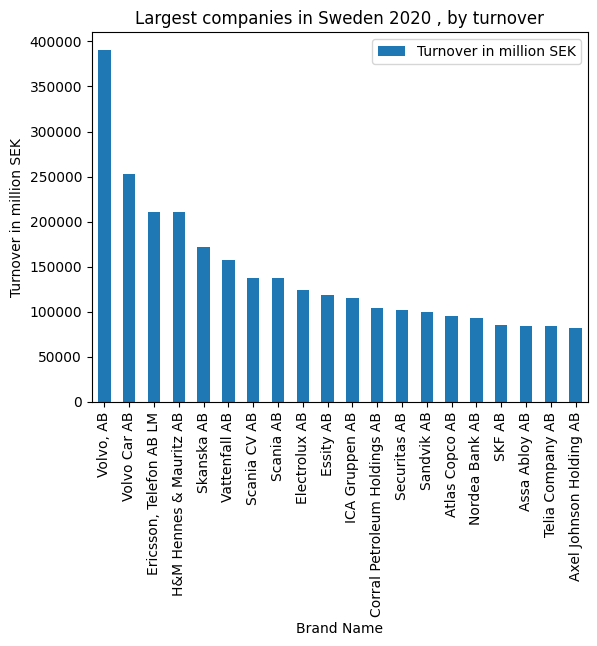 Largest companies in Sweden 2020 , by turnover
Turnover in million SEK
Turnover in million SEK
400000
350000
300000
250000
200000
150000
100000
50000
0
Volvo, AB
Volvo Car AB
Ericsson, Telefon AB LM
H&M Hennes & Mauritz AB
Skanska AB
Vattenfall AB
Scania CV AB
Scania AB
Electrolux AB
Essity AB
ICA Gruppen AB
Corral Petroleum Holdings AB
Securitas AB
Sandvik AB
Atlas Copco AB
Nordea Bank AB
SKF AB
Assa Abloy AB
Telia Company AB
Axel Johnson Holding AB
Brand Name